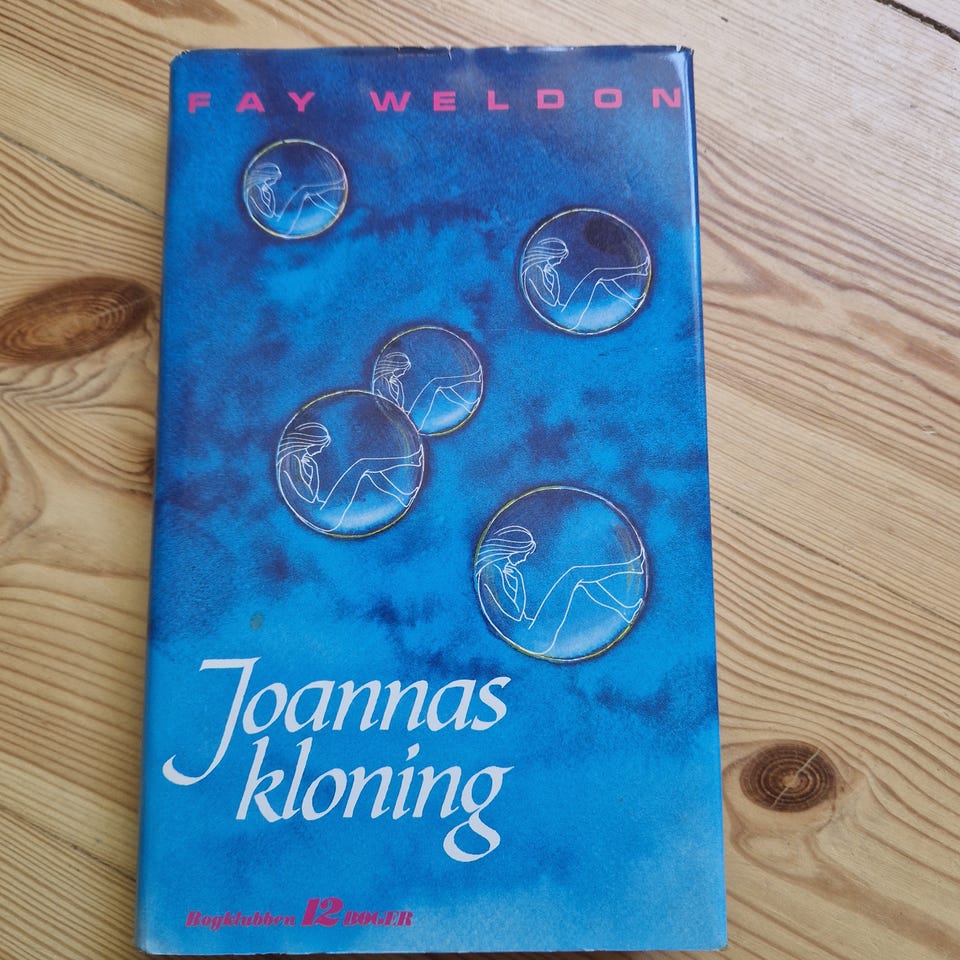 FAY WELDON
Joannas
kloning
Bogklubben 12 BØGER